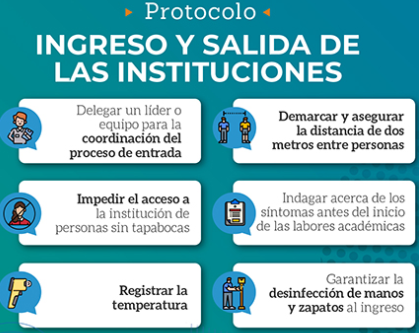 Protocolo
INGRESO Y SALIDA DE
LAS INSTITUCIONES
Delegar un líder o
equipo para la
coordinación del
proceso de entrada
Demarcar y asegurar
la distancia de dos
metros entre personas
Impedir el acceso a
la institución de
personas sin tapabocas
Indagar acerca de los
síntomas antes del inicio
de las labores académicas
Registrar la
temperatura
Garantizar la
desinfección de manos
y zapatos al ingreso